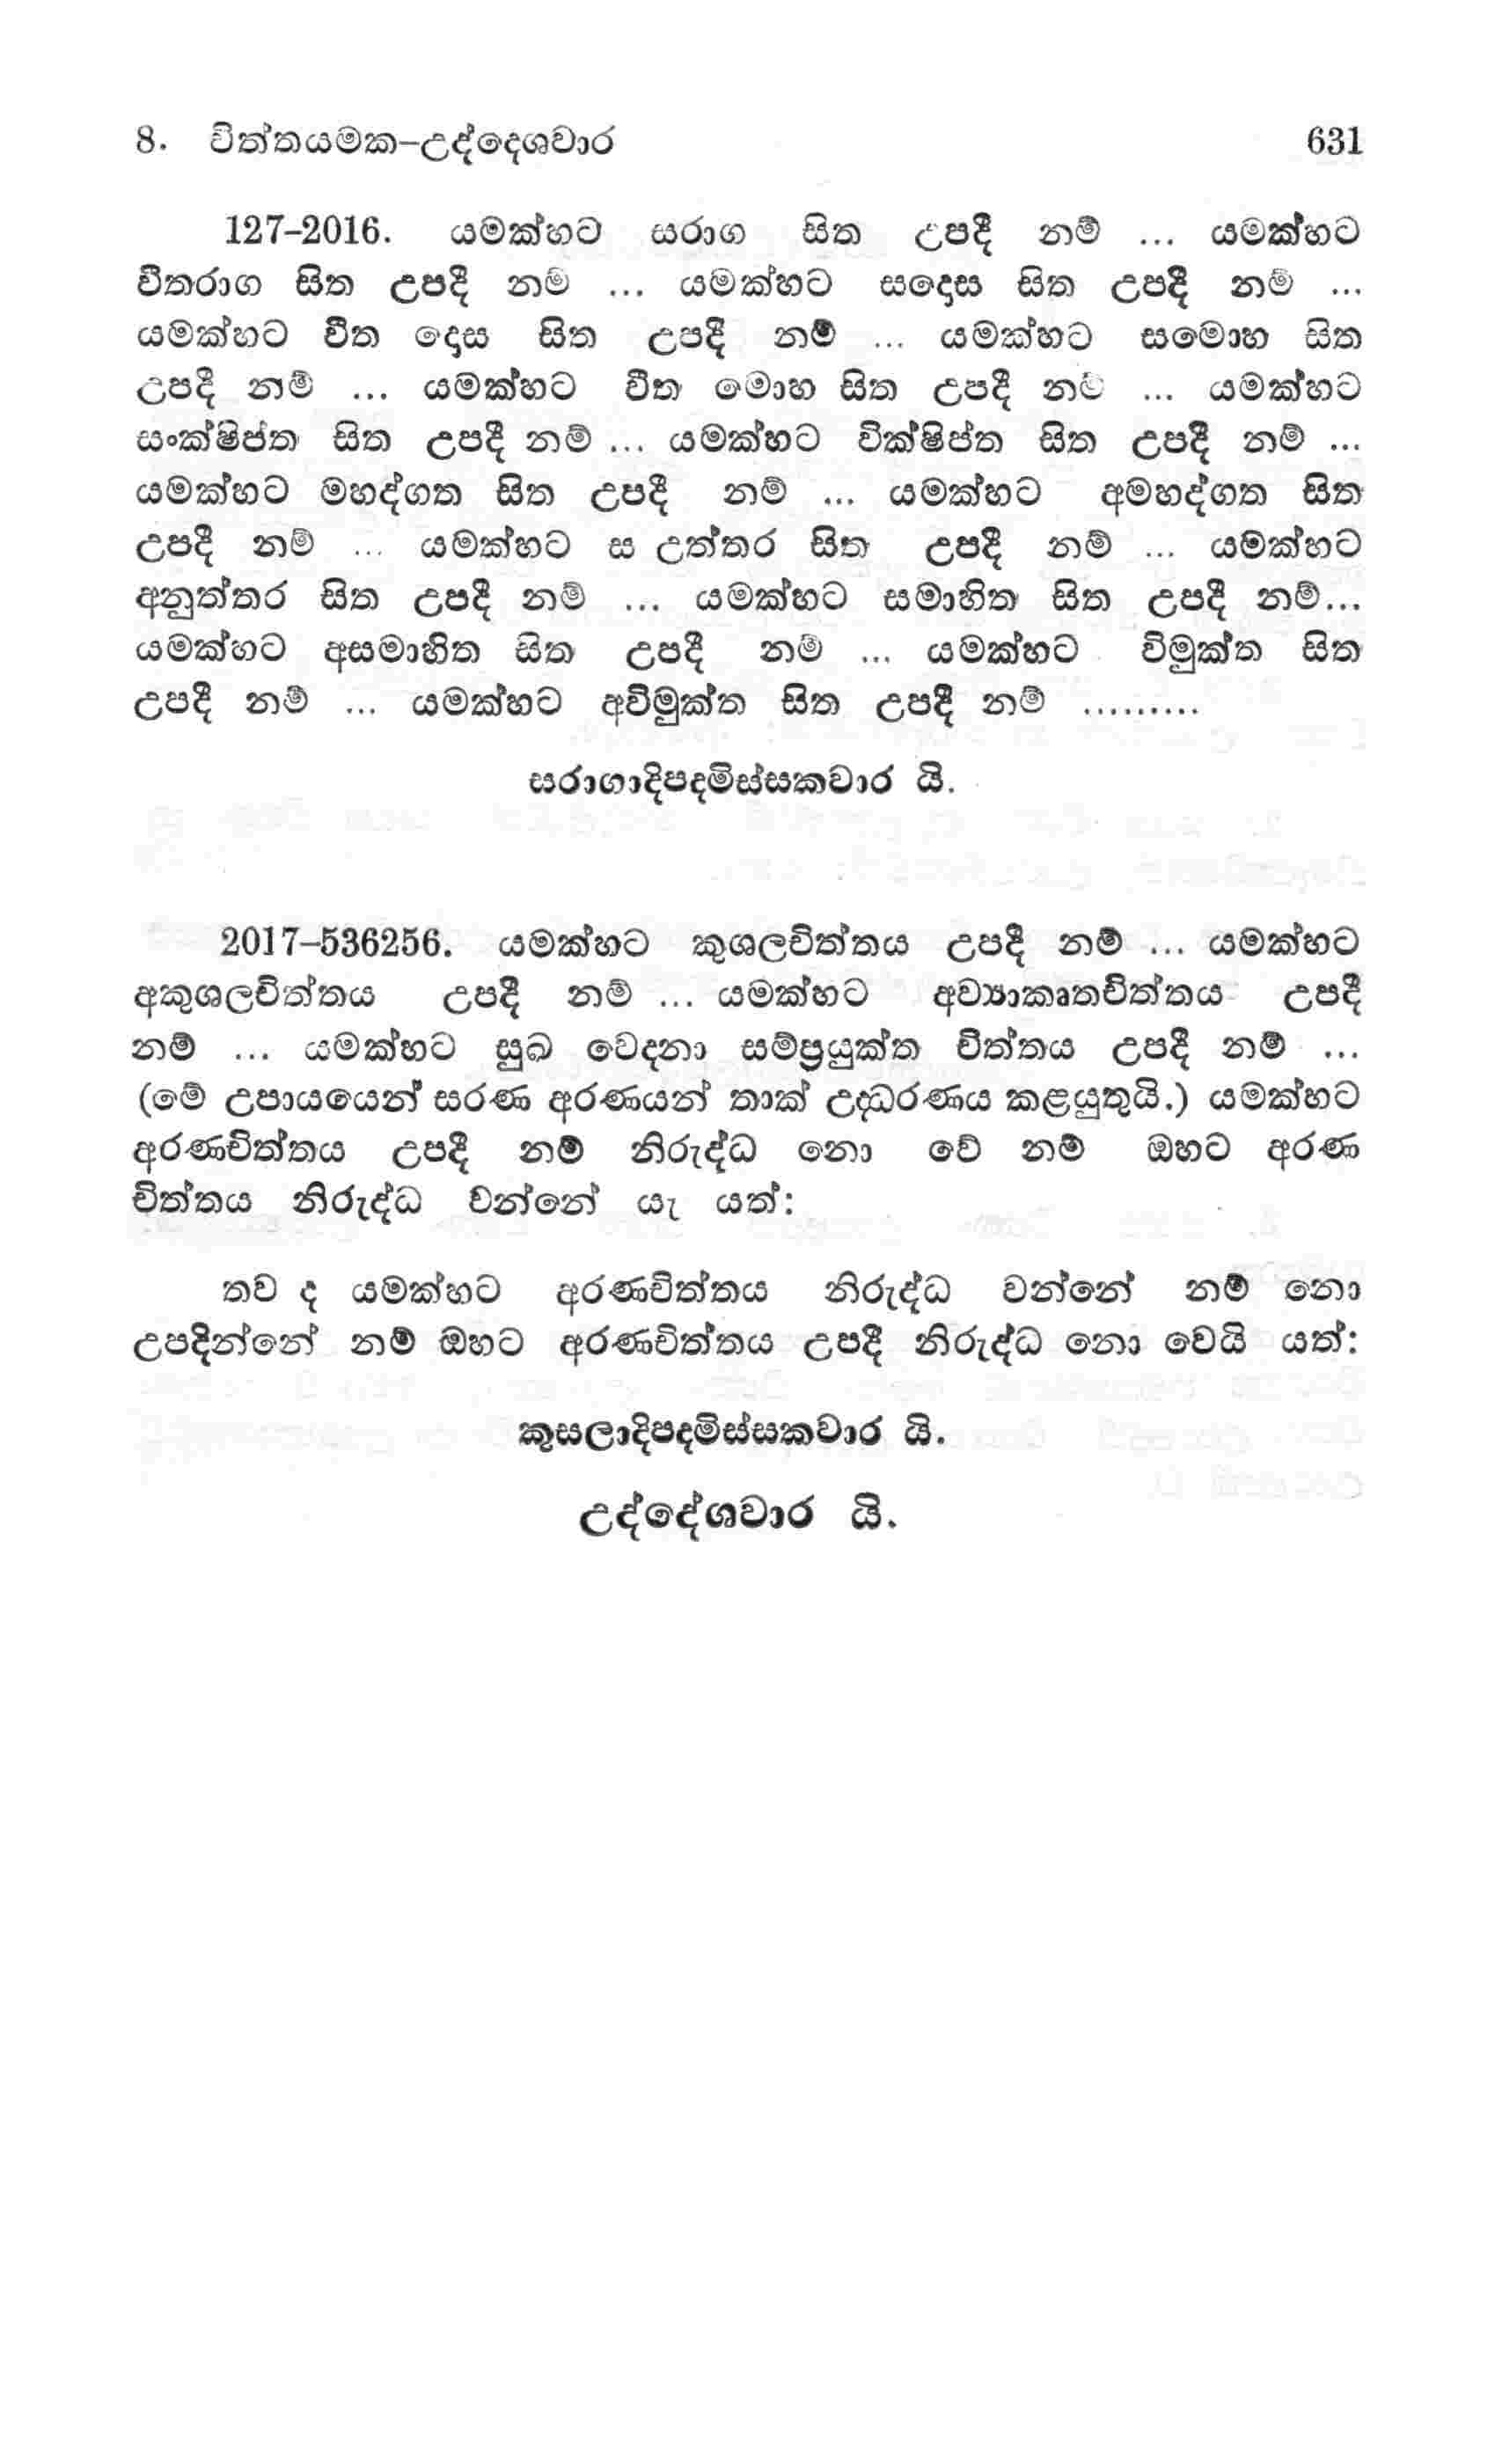 8. චිත්තයමක–උද්දෙශවාර 631
127–2016. යමක්හට සරාග සිත උපදී නම් ... යමක්හට
වීතරාග සිත උපදී නම් ... යමක්හට සදොස සිත උපදී නම් ...
යමක්හට වීත දොස සිත උපදී නම් ... යමක්හට සමොහ සිත
උපදී නම් ... යමක්හට වීත මොහ සිත උපදී නම් ... යමක්හට
සංක්ෂිප්ත සිත උපදී නම් ... යමක්හට වික්ෂිප්ත සිත උපදී නම් ...
යමක්හට මහද්ගත සිත උපදී නම් ... යමක්හට අමහද්ගත සිත
උපදී නම් ... යමක්හට ස උත්තර සිත උපදී නම් ... යමක්හට
අනුත්තර සිත උපදී නම් ... යමක්හට සමාහිත සිත උපදී නම්...
යමක්හට අසමාහිත සිත උපදී නම් ... යමක්හට විමුක්ත සිත
උපදී නම් ... යමක්හට අවිමුක්ත සිත උපදී නම් .........
සරාගාදිපදමිස්සකවාර යි.
2017–536256. යමක්හට කුශලචිත්තය උපදී නම් ... යමක්හට
අකුශලචිත්තය උපදී නම් ... යමක්හට අව්‍යාකෘතචිත්තය උපදී
නම් ... යමක්හට සුඛ වෙදනා සම්ප්‍රයුක්ත චිත්තය උපදී නම් ...
(මේ උපායයෙන් සරණ අරණයන් තාක් උද්ධරණය කළයුතුයි.) යමක්හට
අරණචිත්තය උපදී නම් නිරුද්ධ නො වේ නම් ඔහට අරණ
චිත්තය නිරුද්ධ වන්නේ යැ යත්:
තව ද යමක්හට අරණචිත්තය නිරුද්ධ වන්නේ නම් නො
උපදින්නේ නම් ඔහට අරණචිත්තය උපදී නිරුද්ධ නො වෙයි යත්:
කුසලාදිපදමිස්සකවාර යි.
උද්දේශවාර යි.